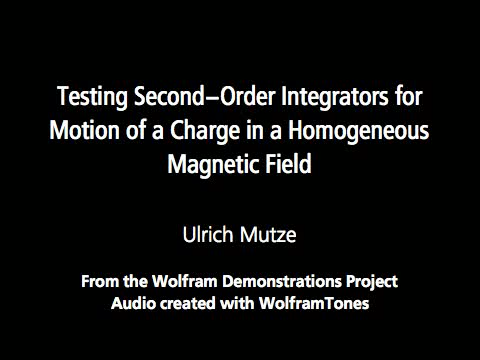 Testing Second–Order Integrators for
Motion of a Charge in a Homogeneous
Magnetic Field
Ulrich Mutze
From the Wolfram Demonstrations Project
Audio created with WolframTones